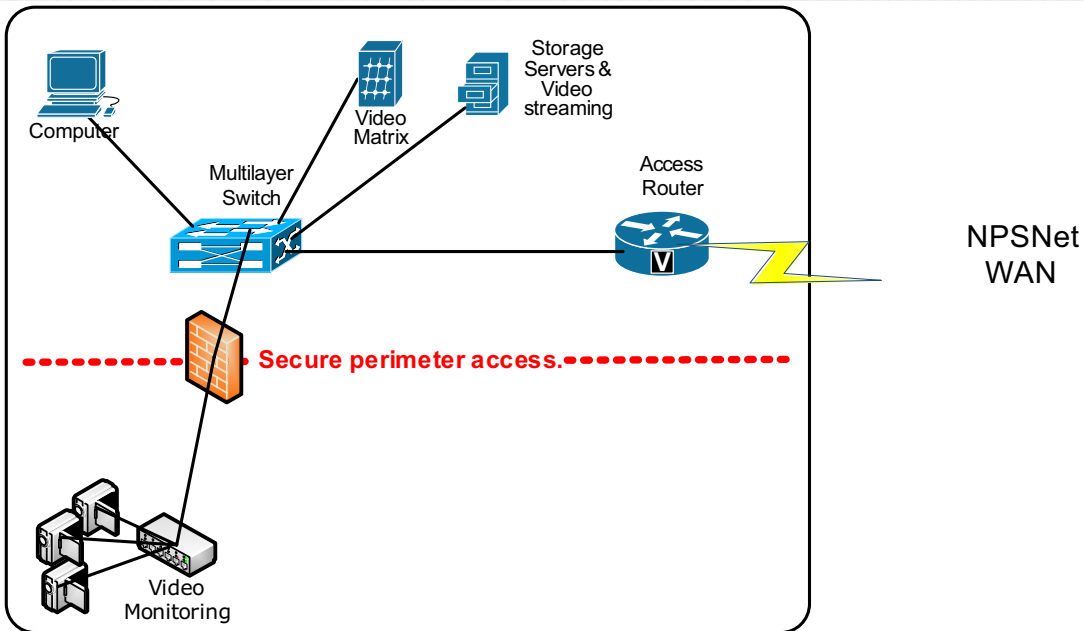 Computer
Video
Matrix
Storage
Servers &
Video
streaming
Multilayer
Switch
Access
Router
V
NPSNet
WAN
Secure perimeter access.
Video
Monitoring